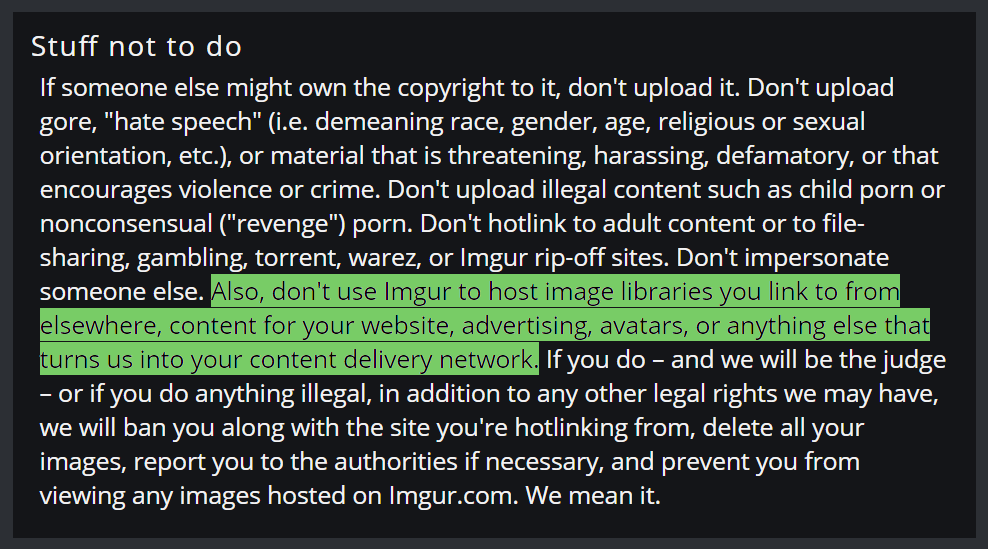 Stuff not to do
If someone else might own the copyright to it, don't upload it. Don't upload
gore, "hate speech" (i.e. demeaning race, gender, age, religious or sexual
orientation, etc.), or material that is threatening, harassing, defamatory, or that
encourages violence or crime. Don't upload illegal content such as child porn or
nonconsensual ("revenge") porn. Don't hotlink to adult content or to file-
sharing, gambling, torrent, warez, or Imgur rip-off sites. Don't impersonate
someone else. Also, don't use Imgur to host image libraries you link to from
elsewhere, content for your website, advertising, avatars, or anything else that
turns us into your content delivery network. If you do – and we will be the judge
– or if you do anything illegal, in addition to any other legal rights we may have,
we will ban you along with the site you're hotlinking from, delete all your
images, report you to the authorities if necessary, and prevent you from
viewing any images hosted on Imgur.com. We mean it.